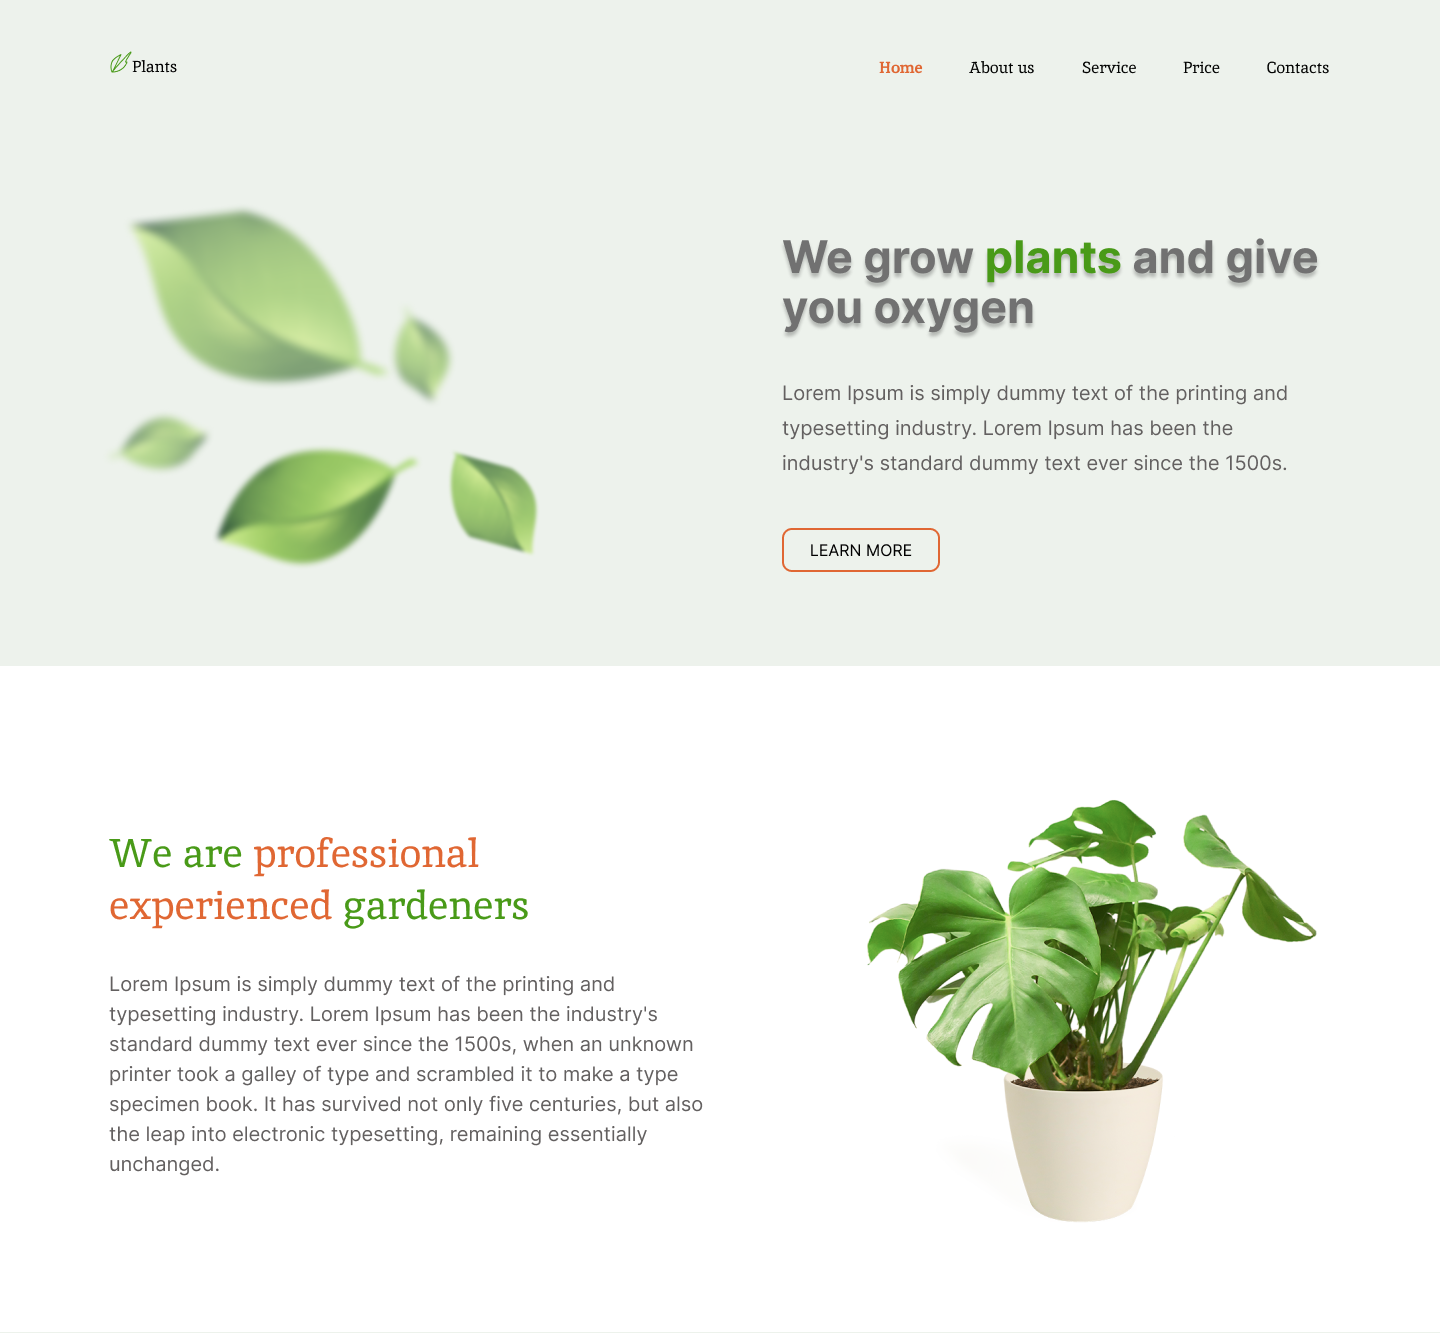 Plants
Home About us Service Price Contacts
We grow plants and give
you oxygen
Lorem Ipsum is simply dummy text of the printing and
typesetting industry. Lorem Ipsum has been the
industry's standard dummy text ever since the 1500s.
LEARN MORE
We are professional
experienced gardeners
Lorem Ipsum is simply dummy text of the printing and
typesetting industry. Lorem Ipsum has been the industry's
standard dummy text ever since the 1500s, when an unknown
printer took a galley of type and scrambled it to make a type
specimen book. It has survived not only five centuries, but also
the leap into electronic typesetting, remaining essentially
unchanged.